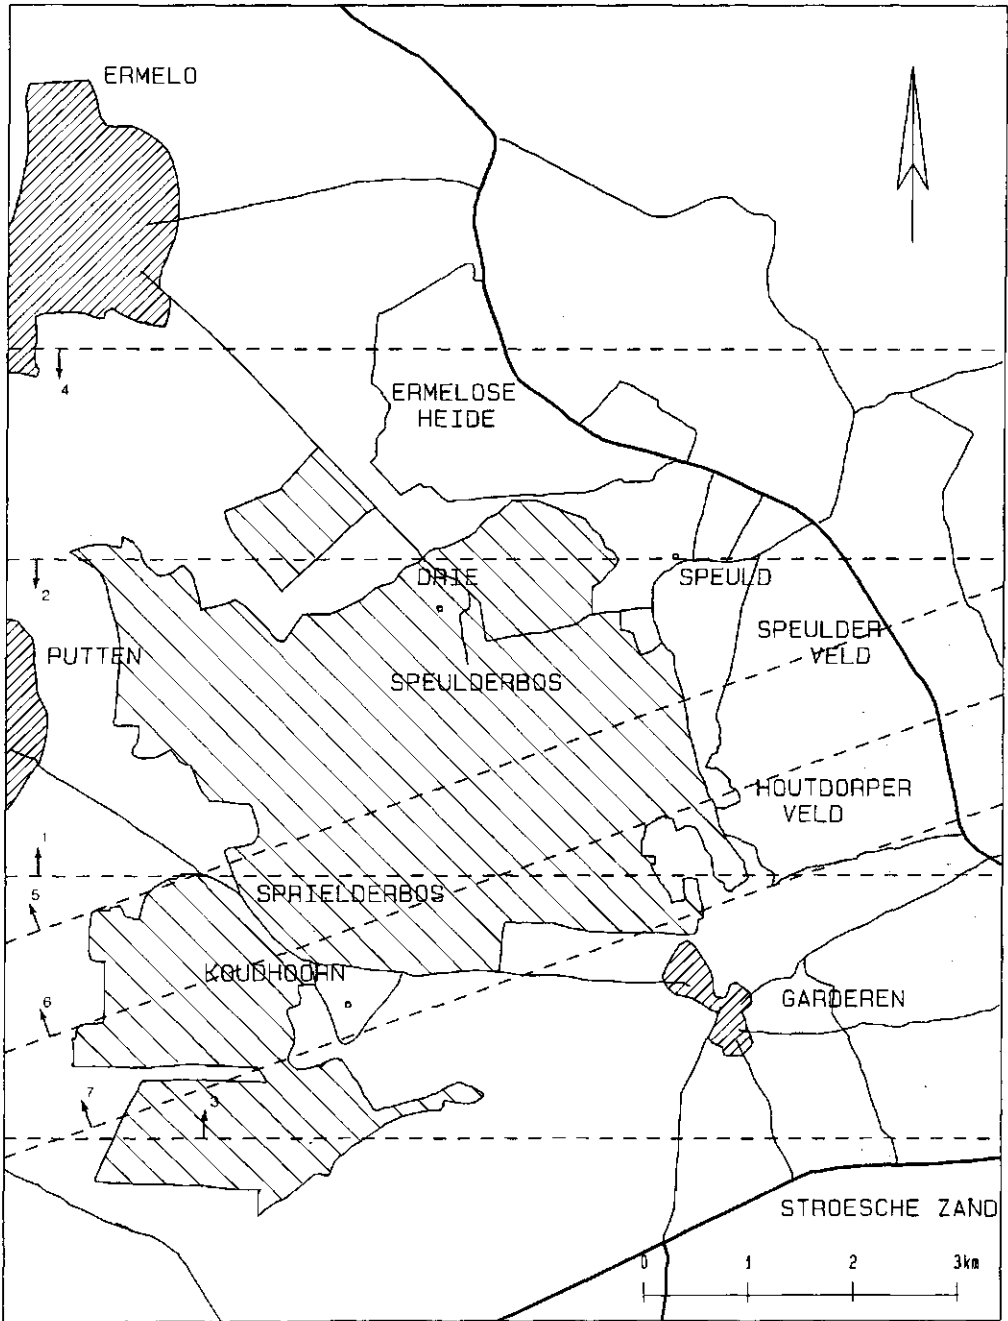 ERMELO
4
ERMELOSE
HEIDE
2
DRIE
SPEULD
PUTTEN
SPEULDER
VELD
SPEULDERBOS
HOUTDORPER
VELD
1
5
SPRIELDERBOS
KOUDHOORN
GARDEREN
6
7
3
STROESCHE ZAND
0 1 2 3km